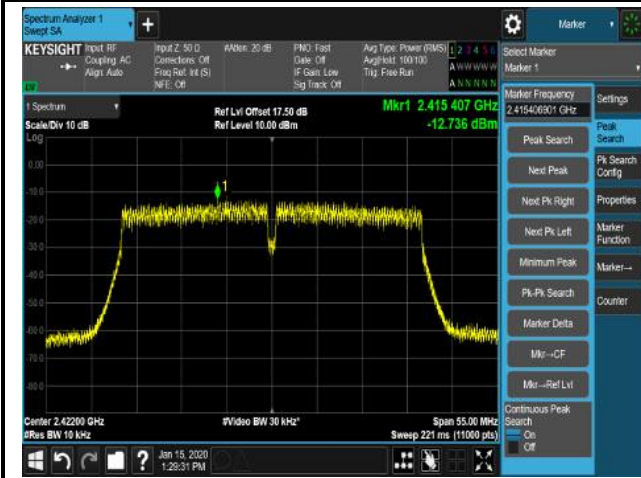 Spectrum Analyzer 1
Swept SA
+
Marker
KEYSIGHT
Input: RF
Coupling: AC
Align: Auto
Input Z: 50 Ω
Corrections: Off
Freq Ref: Int (S)
NFE: Off
#Atten: 20 dB
PNO: Fast
Gate: Off
IF Gain: Low
Sig Track: Off
Avg Type: Power (RMS)
Avg|Hold: 100/100
Trig: Free Run
1 2 3 4 5 6
A W W W W W
A N N N N N
Select Marker
Marker 1
1 Spectrum
Scale/Div 10 dB
Log
Ref Lvl Offset 17.50 dB
Ref Level 10.00 dBm
Mkr1 2.415 407 GHz
-12.736 dBm
Marker Frequency
2.415406901 GHz
Peak Search
Next Peak
Next Pk Right
Next Pk Left
Minimum Peak
Pk-Pk Search
Marker Delta
Mkr→CF
Mkr→Ref Lvl
Continuous Peak
Search
On
Off
Settings
Peak
Search
Pk Search
Config
Properties
Marker
Function
Marker→
Counter
0.00
-10.0
-20.0
-30.0
-40.0
-50.0
-60.0
-70.0
-80.0
1
Center 2.42200 GHz
#Res BW 10 kHz
#Video BW 30 kHz*
Span 55.00 MHz
Sweep 221 ms (11000 pts)
?
Jan 15, 2020
1:29:31 PM